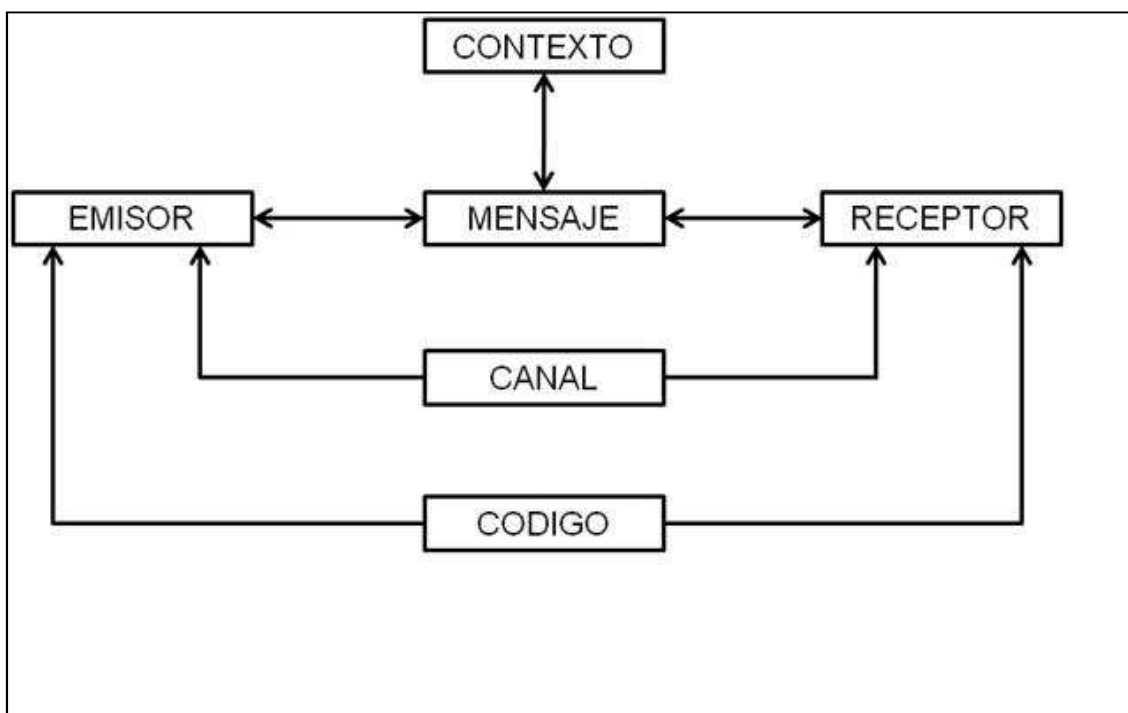 CONTEXTO
EMISOR
MENSAJE
RECEPTOR
CANAL
CODIGO